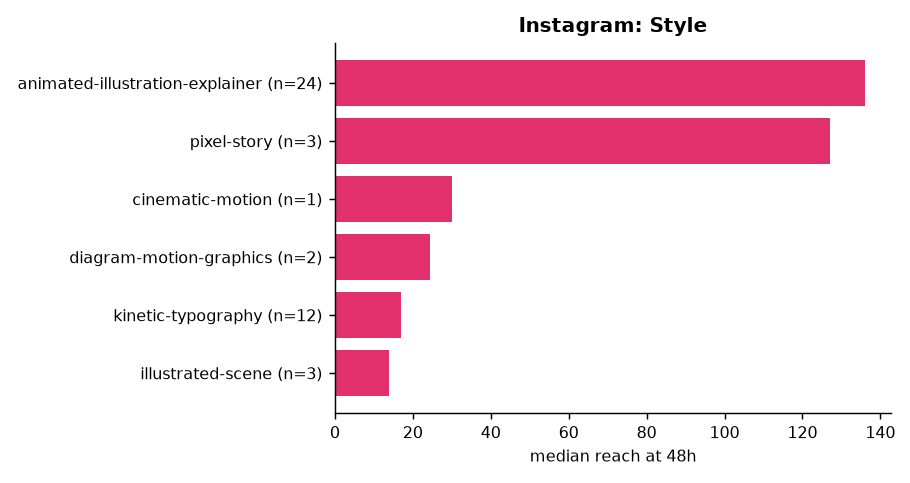 Instagram: Style
animated-illustration-explainer (n=24)
pixel-story (n=3)
cinematic-motion (n=1)
diagram-motion-graphics (n=2)
kinetic-typography (n=12)
illustrated-scene (n=3)
0 20 40 60 80 100 120 140
median reach at 48h